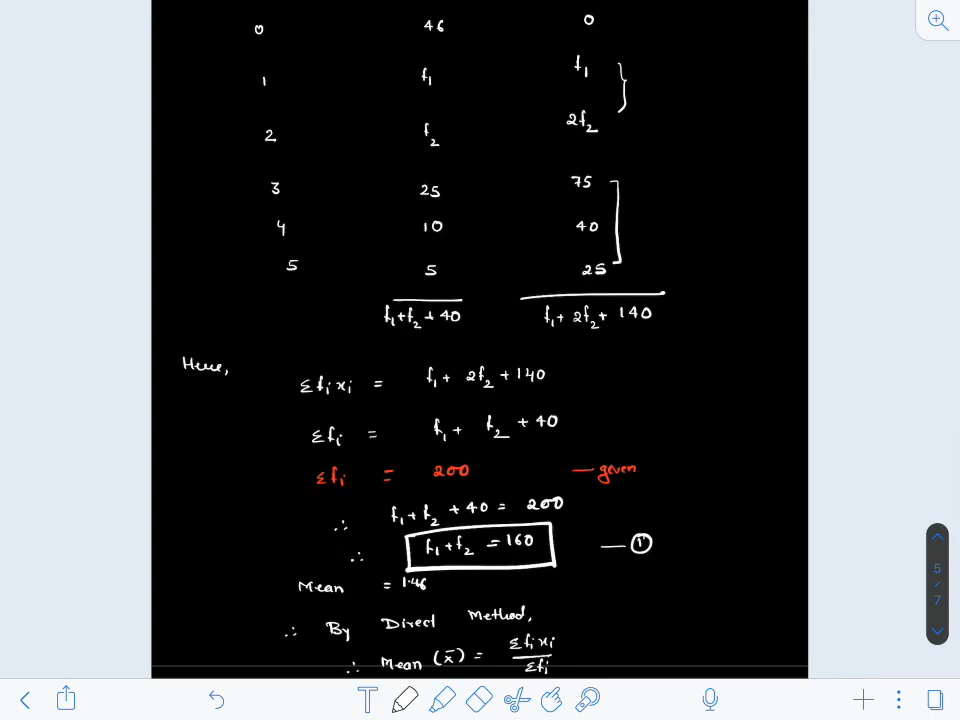 0 46 0
1 f₁ f₁
2 f₂ 2f₂
3 25 75
4 10 40
5 5 25
f₁+f₂+40 f₁+2f₂+140
Here,
Σfᵢxᵢ = f₁+2f₂+140
Σfᵢ = f₁+f₂+40
Σfᵢ = 200 — given
∴ f₁+f₂+40 = 200
∴ f₁+f₂ = 160 — ①
Mean = 1.46
∴ By Direct Method,
∴ Mean (x̄) = Σfᵢxᵢ / Σfᵢ
5
/
7
T